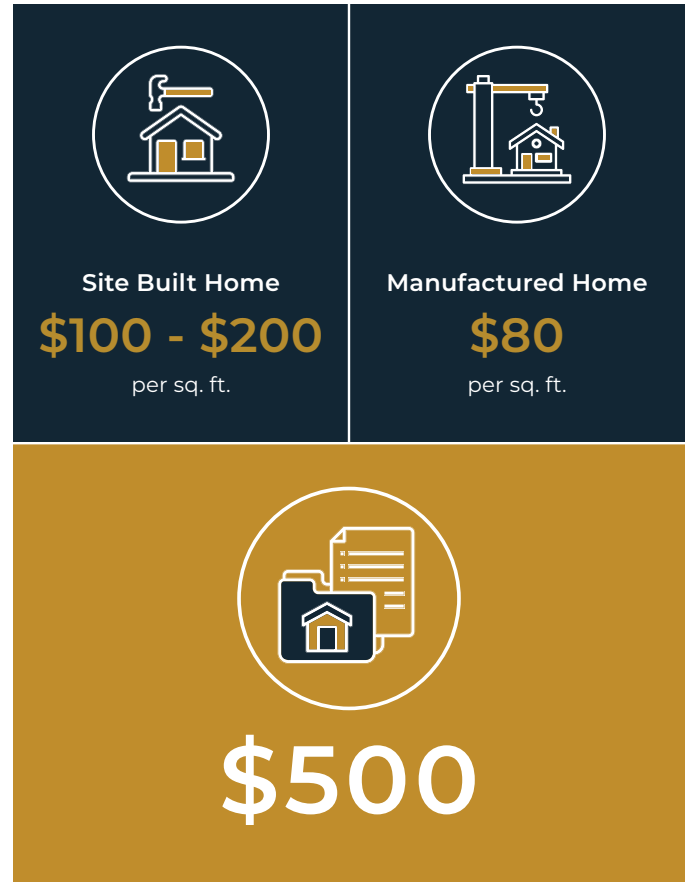 Site Built Home
$100 - $200
per sq. ft.
Manufactured Home
$80
per sq. ft.
$500